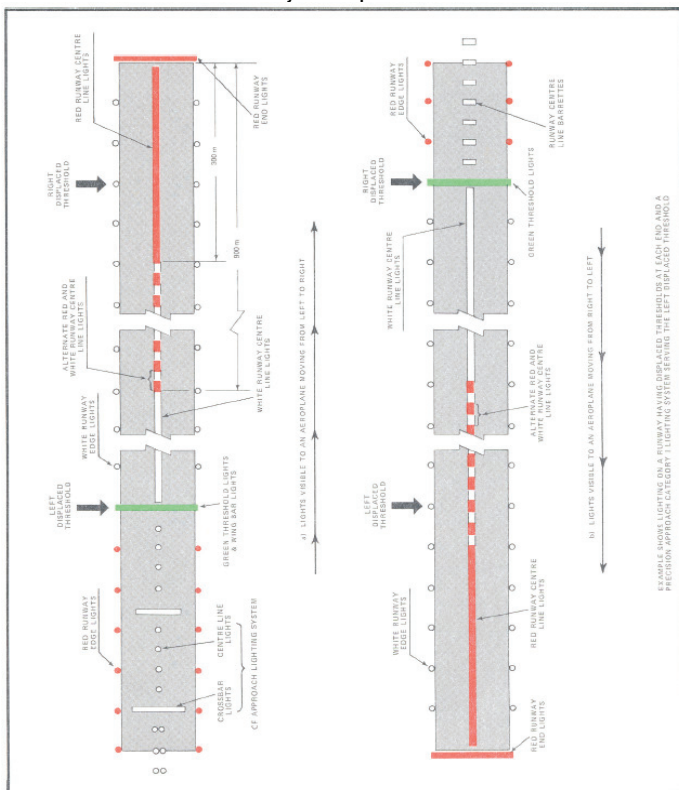 RED RUNWAY
EDGE LIGHTS
LEFT
DISPLACED
THRESHOLD
WHITE RUNWAY
EDGE LIGHTS
ALTERNATE RED AND
WHITE RUNWAY CENTRE
LINE LIGHTS
RIGHT
DISPLACED
THRESHOLD
RED RUNWAY CENTRE
LINE LIGHTS
CROSSBAR
LIGHTS
CENTRE LINE
LIGHTS
CF APPROACH LIGHTING SYSTEM
GREEN THRESHOLD LIGHTS
& WING BAR LIGHTS
WHITE RUNWAY CENTRE
LINE LIGHTS
300 m
900 m
RED RUNWAY
END LIGHTS
a) LIGHTS VISIBLE TO AN AEROPLANE MOVING FROM LEFT TO RIGHT
WHITE RUNWAY
EDGE LIGHTS
LEFT
DISPLACED
THRESHOLD
WHITE RUNWAY CENTRE
LINE LIGHTS
RIGHT
DISPLACED
THRESHOLD
RED RUNWAY
EDGE LIGHTS
RED RUNWAY
END LIGHTS
RED RUNWAY CENTRE
LINE LIGHTS
ALTERNATE RED AND
WHITE RUNWAY CENTRE
LINE LIGHTS
GREEN THRESHOLD LIGHTS
RUNWAY CENTRE
LINE BARRETTES
b) LIGHTS VISIBLE TO AN AEROPLANE MOVING FROM RIGHT TO LEFT
EXAMPLE SHOWS LIGHTING ON A RUNWAY HAVING DISPLACED THRESHOLDS AT EACH END AND A
PRECISION APPROACH CATEGORY I LIGHTING SYSTEM SERVING THE LEFT DISPLACED THRESHOLD